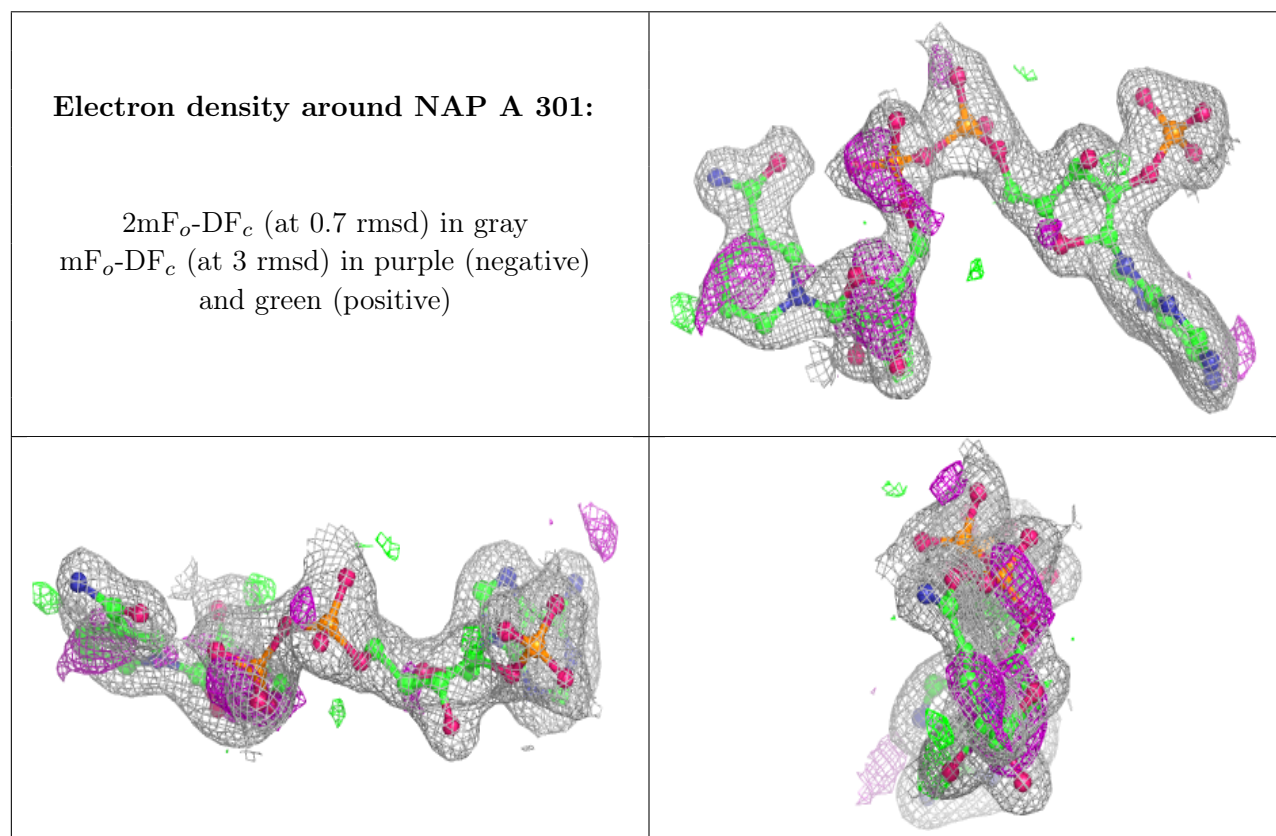 Electron density around NAP A 301:
2mFₒ-DF𝒸 (at 0.7 rmsd) in gray
mFₒ-DF𝒸 (at 3 rmsd) in purple (negative)
and green (positive)